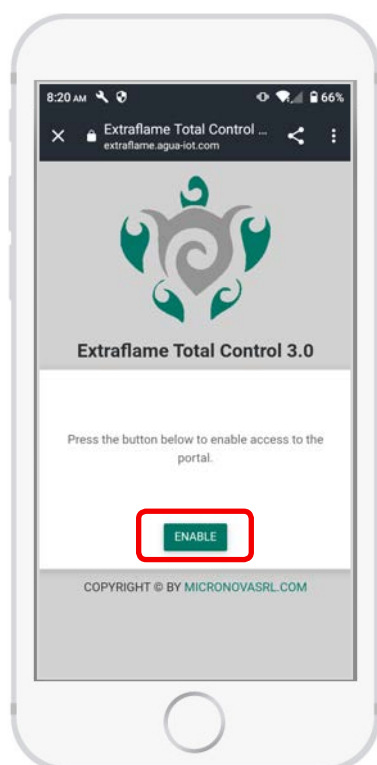 8:20 AM 66%
Extraflame Total Control ...
extraflame.agua-iot.com
Extraflame Total Control 3.0
Press the button below to enable access to the
portal.
ENABLE
COPYRIGHT © BY MICRONOVASRL.COM